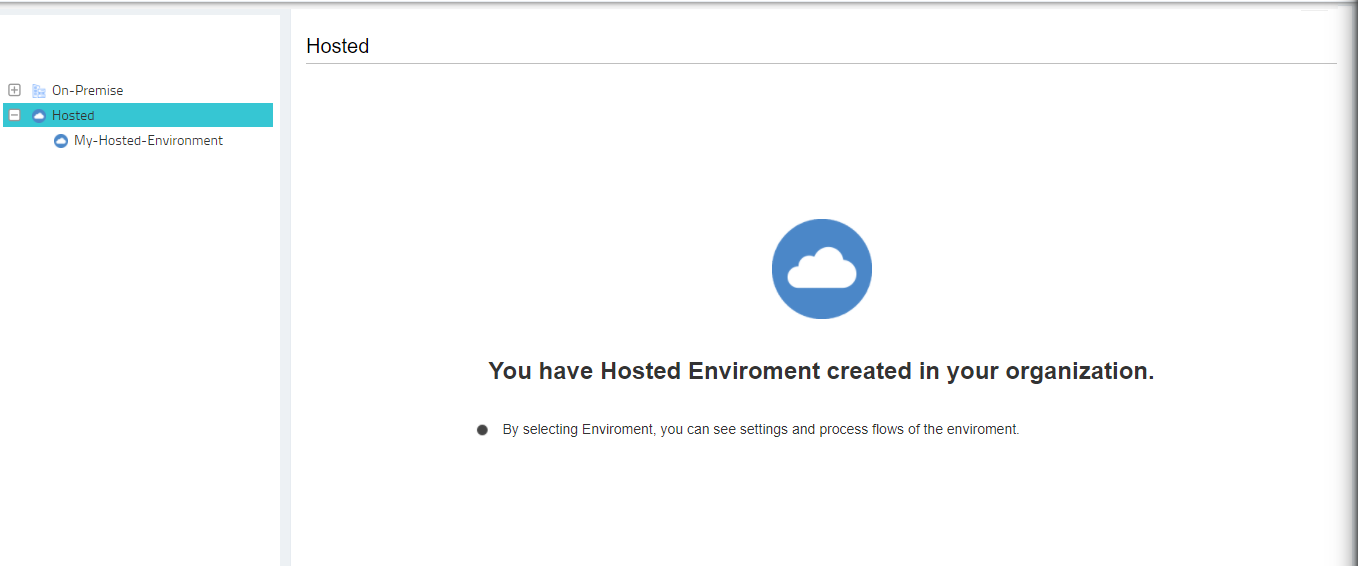 Hosted
On-Premise
Hosted
My-Hosted-Environment
You have Hosted Enviroment created in your organization.
By selecting Enviroment, you can see settings and process flows of the enviroment.